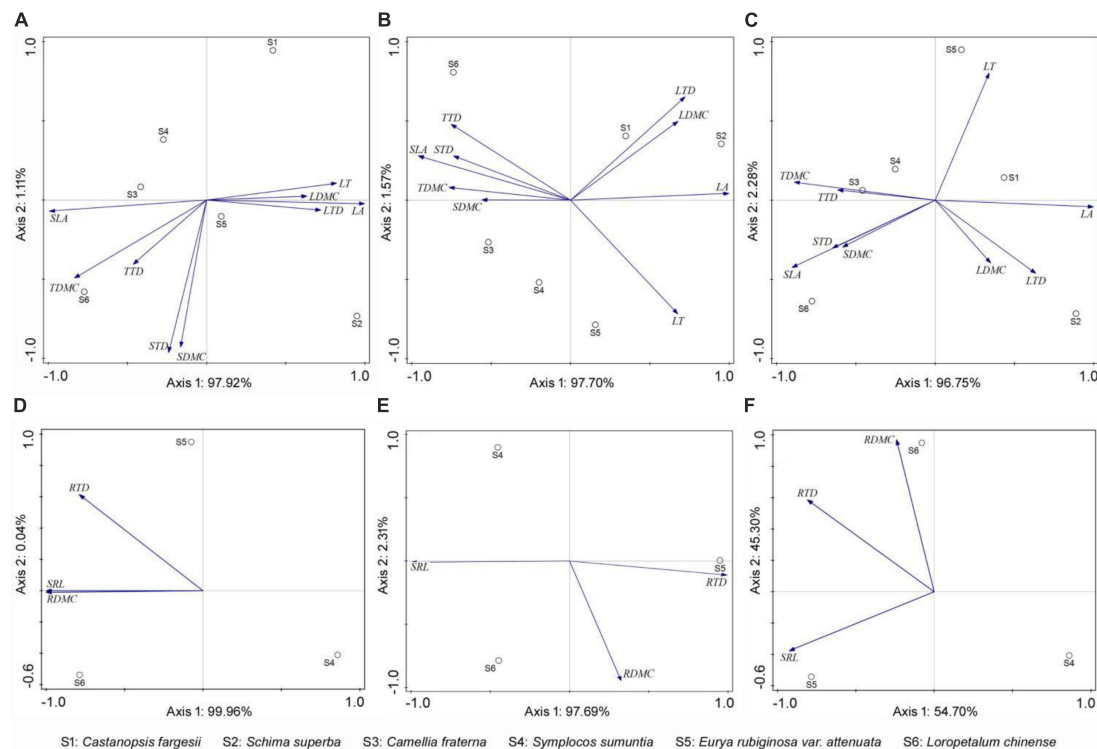 A
B
C
1.0
S1
S4
S3
S5
S6
S2
LT
LDMC
LTD
LA
SLA
TTD
TDMC
STD
SDMC
Axis 2: 1.11%
-1.0
-1.0
1.0
Axis 1: 97.92%
1.0
S6
S1
S2
S3
S4
S5
LTD
LDMC
TTD
STD
SLA
TDMC
SDMC
LA
LT
Axis 2: 1.57%
-1.0
-1.0
1.0
Axis 1: 97.70%
1.0
S5
S4
S3
S1
S6
S2
LT
TDMC
TTD
LA
STD
SDMC
SLA
LDMC
LTD
Axis 2: 2.28%
-1.0
-1.0
1.0
Axis 1: 96.75%
D
E
F
1.0
S5
RTD
SRL
RDMC
S4
S6
Axis 2: 0.04%
-0.6
-1.0
1.0
Axis 1: 99.96%
1.0
S4
SRL
S5
RTD
S6
RDMC
Axis 2: 2.31%
-1.0
-1.0
1.0
Axis 1: 97.69%
1.0
RDMC
S6
RTD
SRL
S5
S4
Axis 2: 45.30%
-0.6
-1.0
1.0
Axis 1: 54.70%
S1: Castanopsis fargesii S2: Schima superba S3: Camellia fraterna S4: Symplocos sumuntia S5: Eurya rubiginosa var. attenuata S6: Loropetalum chinense